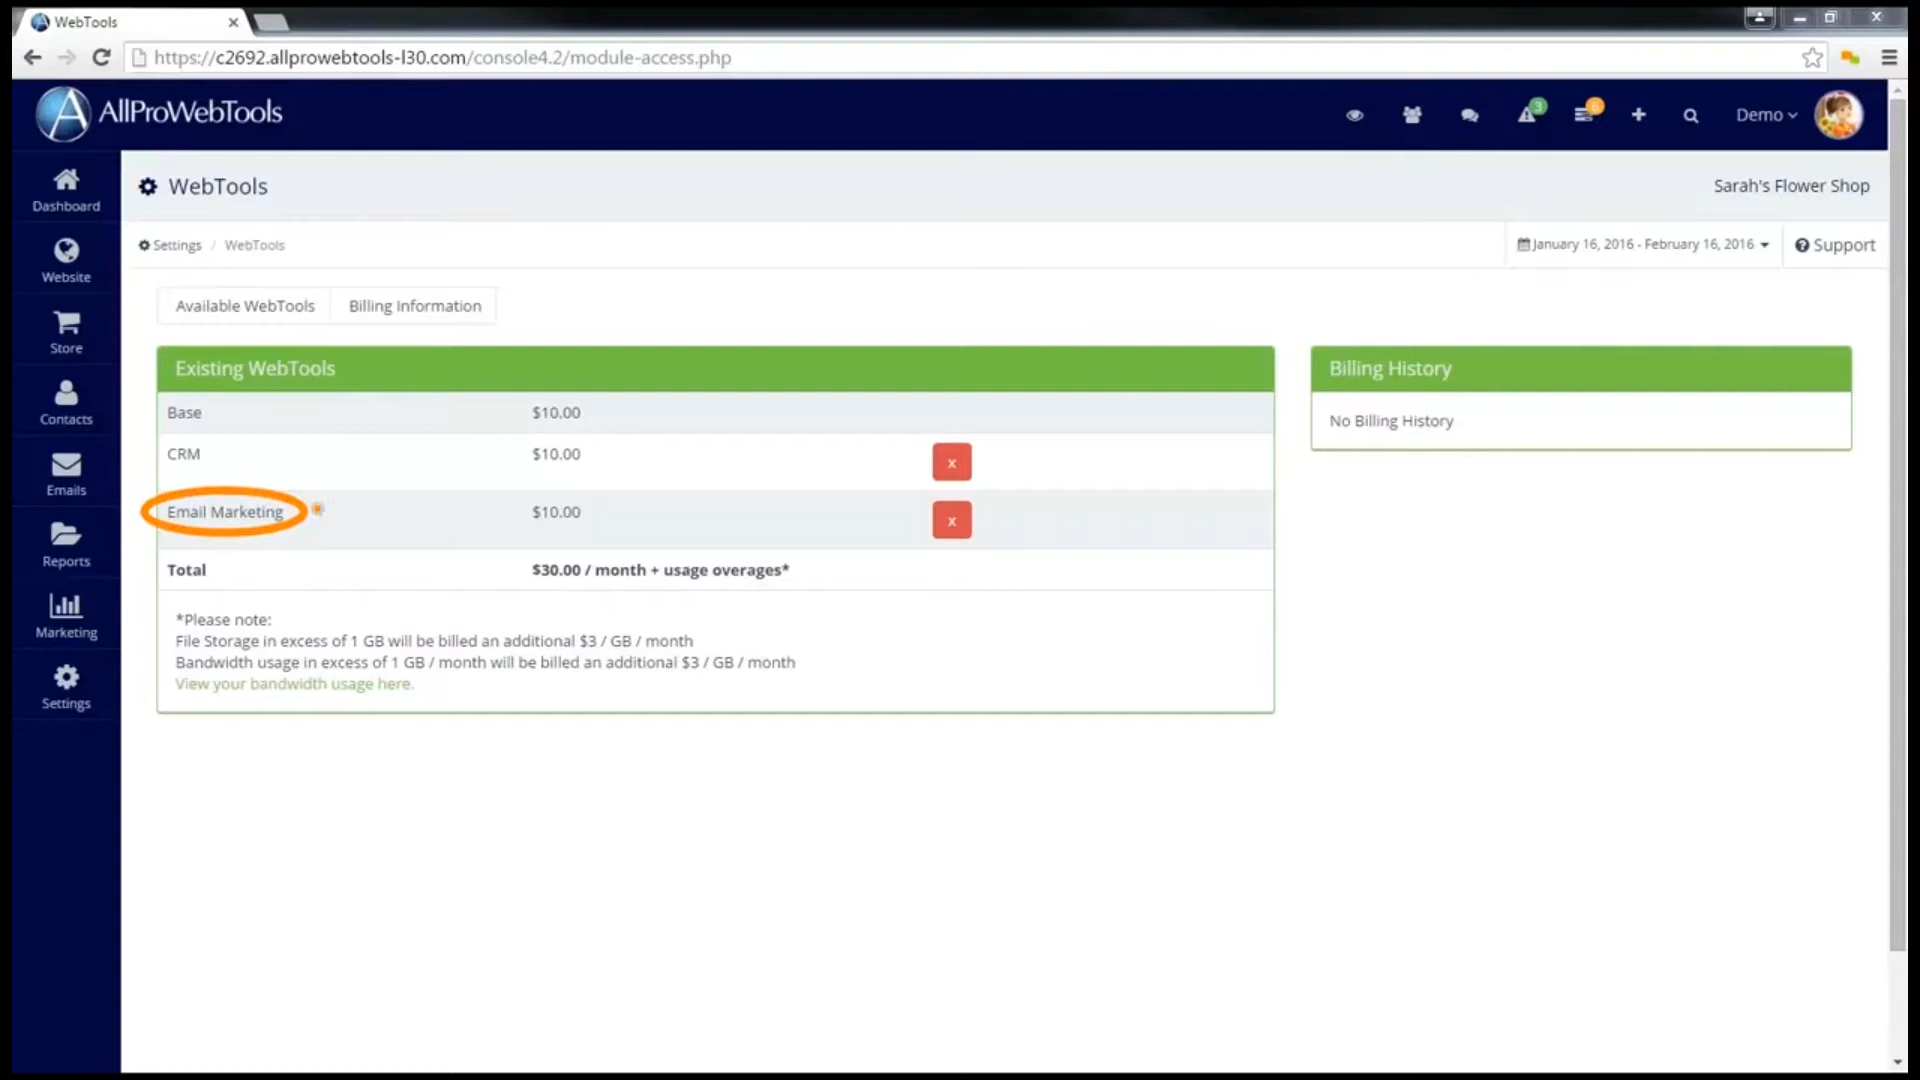 WebTools
https://c2692.allprowebtools-l30.com/console4.2/module-access.php
AllProWebTools
3
6
Demo
Dashboard
Website
Store
Contacts
Emails
Reports
Marketing
Settings
WebTools
Sarah's Flower Shop
Settings / WebTools
January 16, 2016 - February 16, 2016
Support
Available WebTools
Billing Information
Existing WebTools
Base $10.00
CRM $10.00 x
Email Marketing $10.00 x
Total $30.00 / month + usage overages*
*Please note:
File Storage in excess of 1 GB will be billed an additional $3 / GB / month
Bandwidth usage in excess of 1 GB / month will be billed an additional $3 / GB / month
View your bandwidth usage here.
Billing History
No Billing History